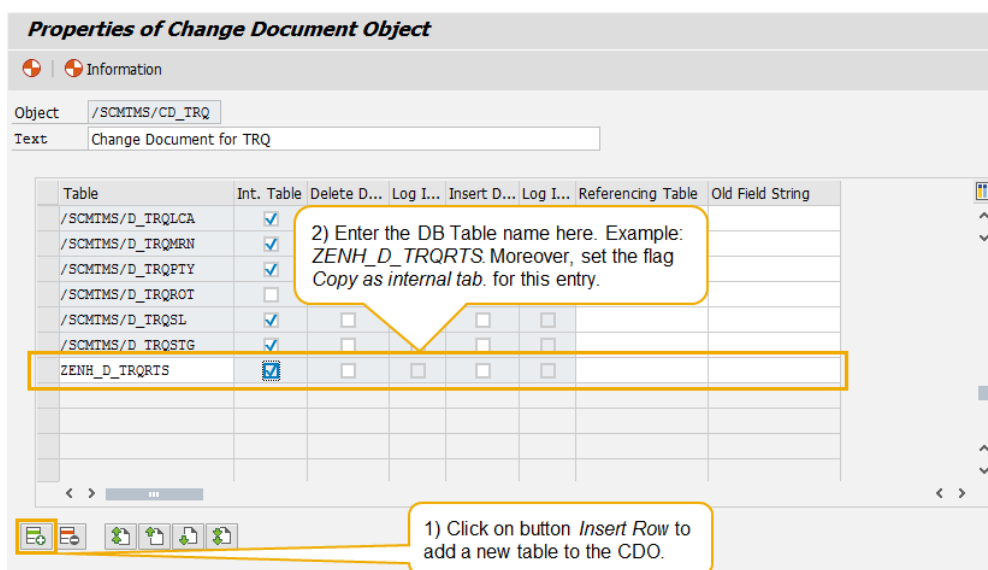 Properties of Change Document Object
Information
Object /SCMTMS/CD_TRQ
Text Change Document for TRQ
Table Int. Table Delete D... Log I... Insert D... Log I... Referencing Table Old Field String
/SCMTMS/D_TRQLCA
/SCMTMS/D_TRQMRN
/SCMTMS/D_TRQPTY
/SCMTMS/D_TRQROT
/SCMTMS/D_TRQSL
/SCMTMS/D_TRQSTG
ZENH_D_TRQRTS
2) Enter the DB Table name here. Example:
ZENH_D_TRQRTS. Moreover, set the flag
Copy as internal tab. for this entry.
1) Click on button Insert Row to
add a new table to the CDO.